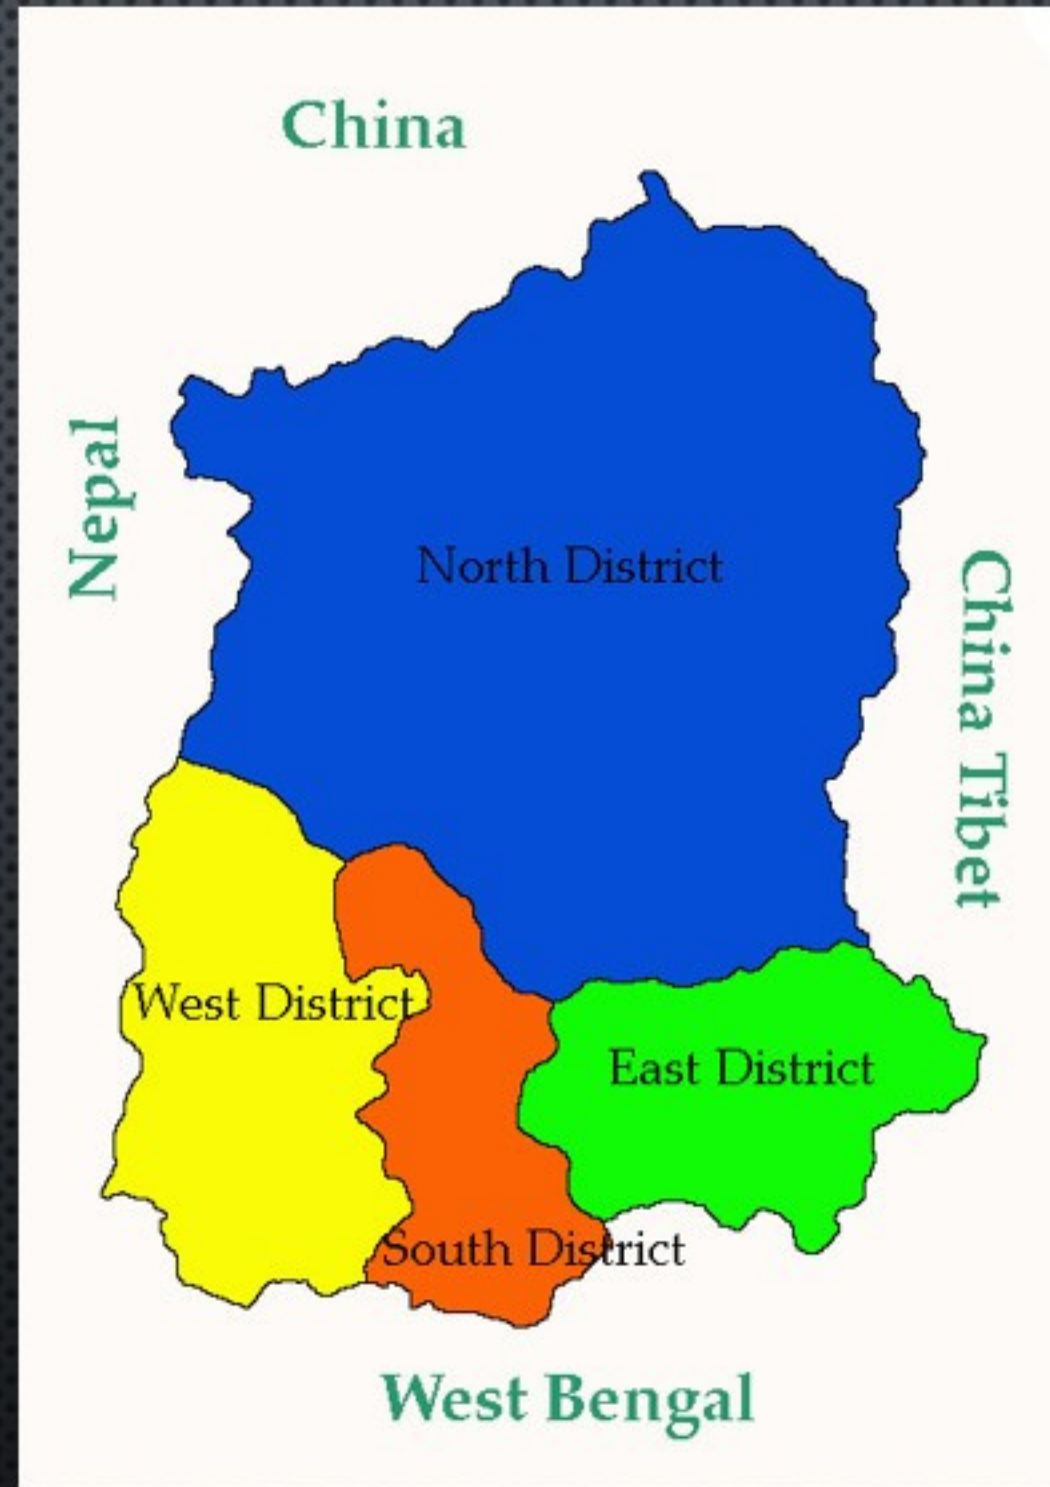 China
Nepal
North District
China Tibet
West District
East District
South District
West Bengal